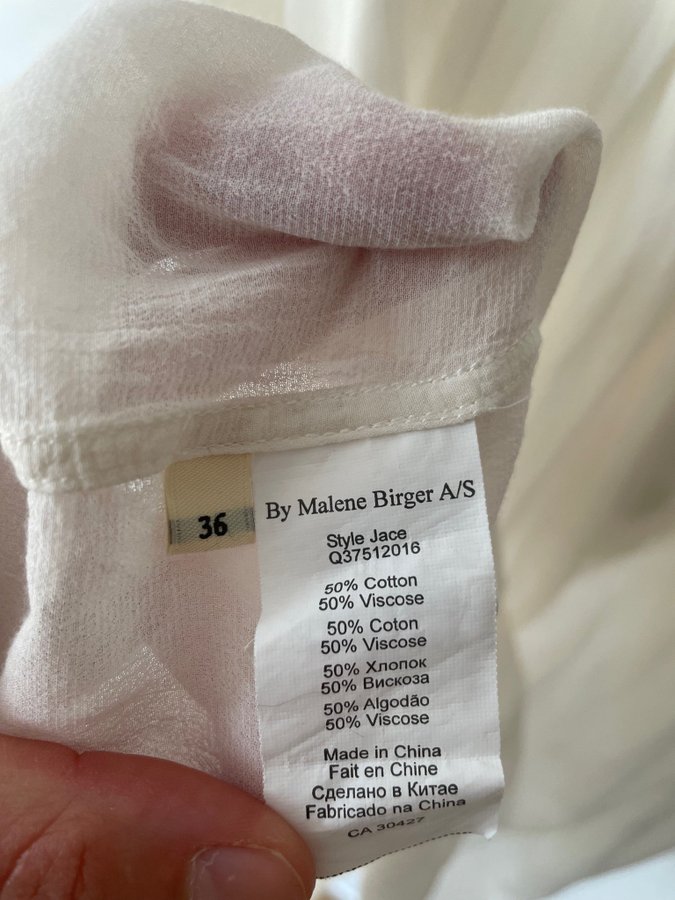 36
By Malene Birger A/S
Style Jace
Q37512016
50% Cotton
50% Viscose
50% Coton
50% Viscose
50% Хлопок
50% Вискоза
50% Algodão
50% Viscose
Made in China
Fait en Chine
Сделано в Китае
Fabricado na China
CA 30427